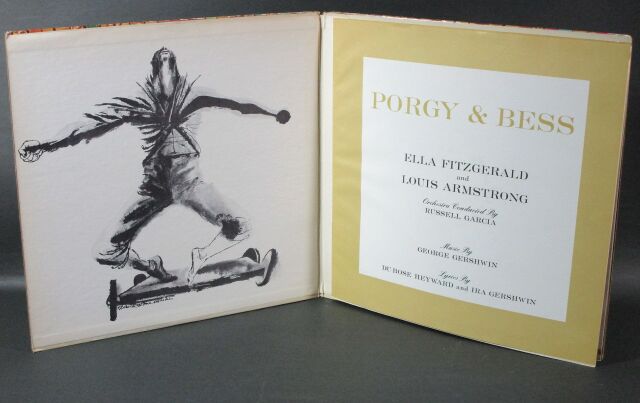 PORGY & BESS
ELLA FITZGERALD
and
LOUIS ARMSTRONG
Orchestra Conducted By
RUSSELL GARCIA
Music By
GEORGE GERSHWIN
Lyrics By
DU BOSE HEYWARD and IRA GERSHWIN